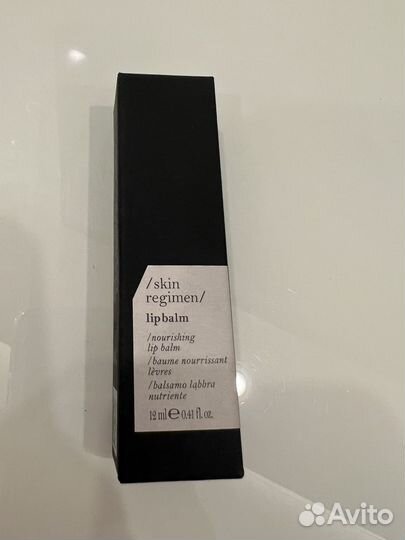 /skin
regimen/
lipbalm
/nourishing
lip balm
/baume nourrissant
lèvres
/balsamo labbra
nutriente
12 ml ℮ 0.41 fl. oz.
Avito